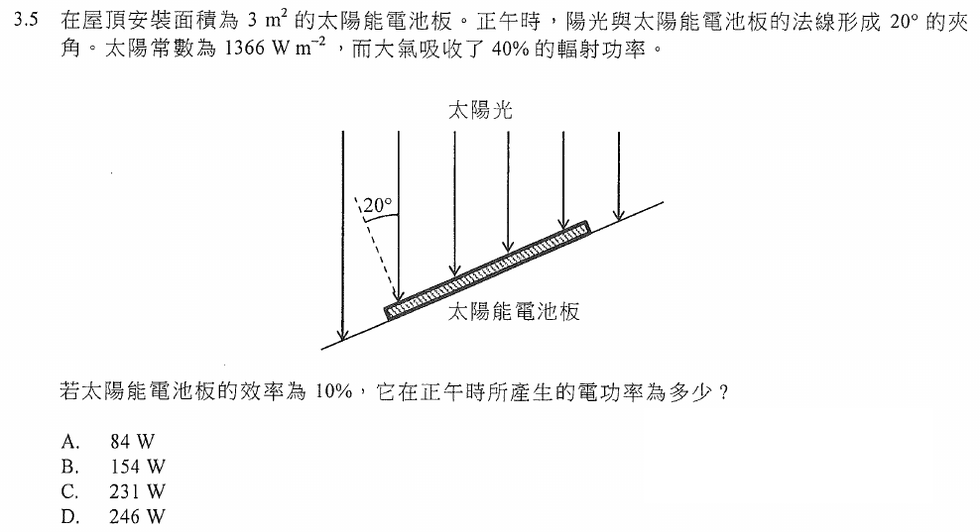 3.5 在屋頂安裝面積為 3 m² 的太陽能電池板。正午時，陽光與太陽能電池板的法線形成 20° 的夾
角。太陽常數為 1366 W m⁻²，而大氣吸收了 40% 的輻射功率。
太陽光
20°
太陽能電池板
若太陽能電池板的效率為 10%，它在正午時所產生的電功率為多少？
A. 84 W
B. 154 W
C. 231 W
D. 246 W